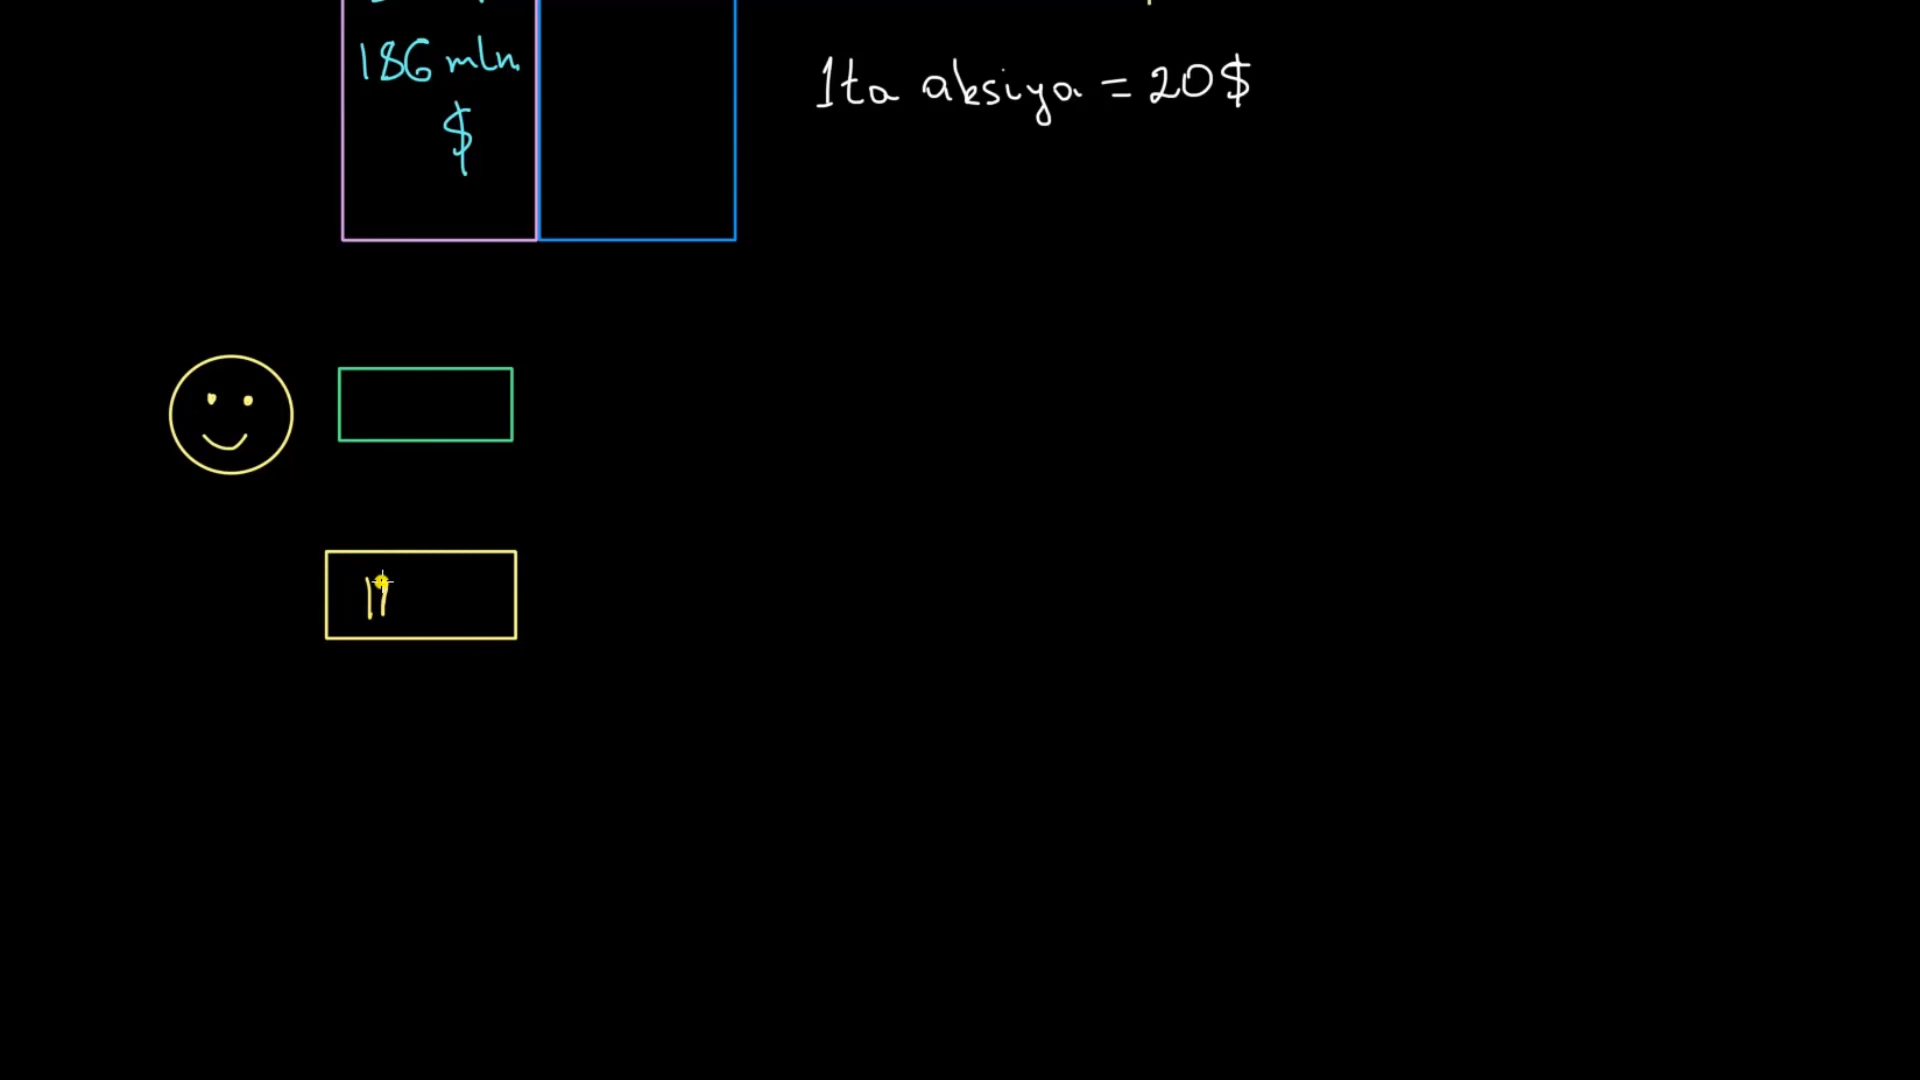 186 mln.
$
1ta aksiya = 20$